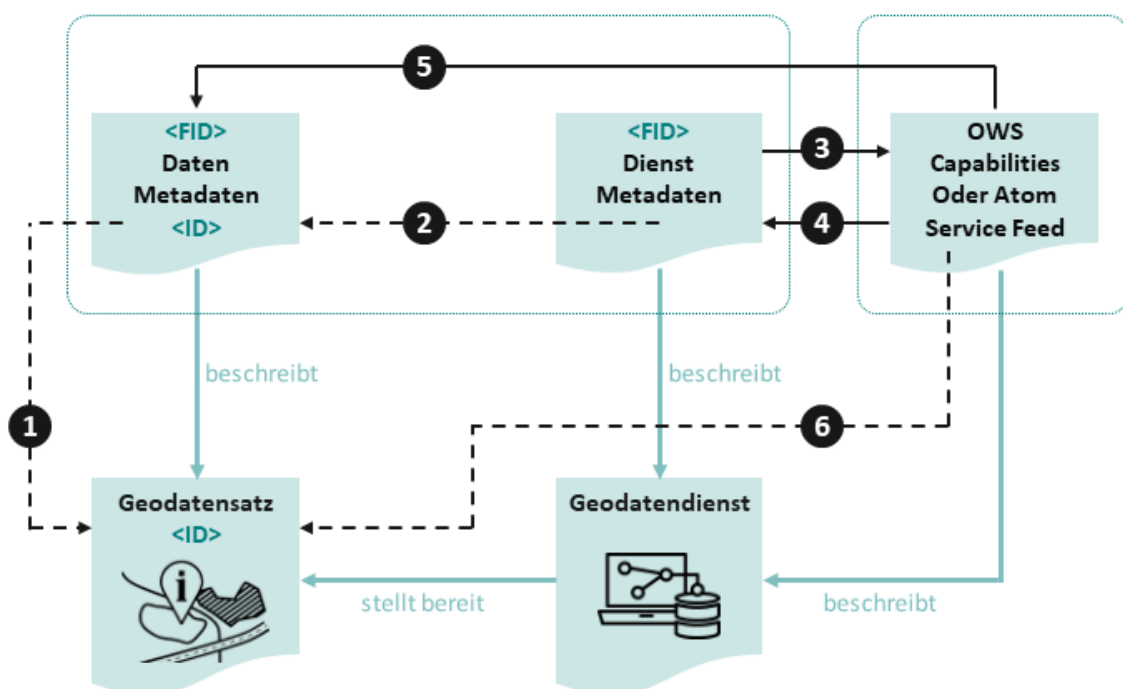 5
<FID>
Daten
Metadaten
<ID>
2
<FID>
Dienst
Metadaten
3
4
OWS
Capabilities
Oder Atom
Service Feed
beschreibt
beschreibt
1
6
Geodatensatz
<ID>
i
stellt bereit
Geodatendienst
beschreibt